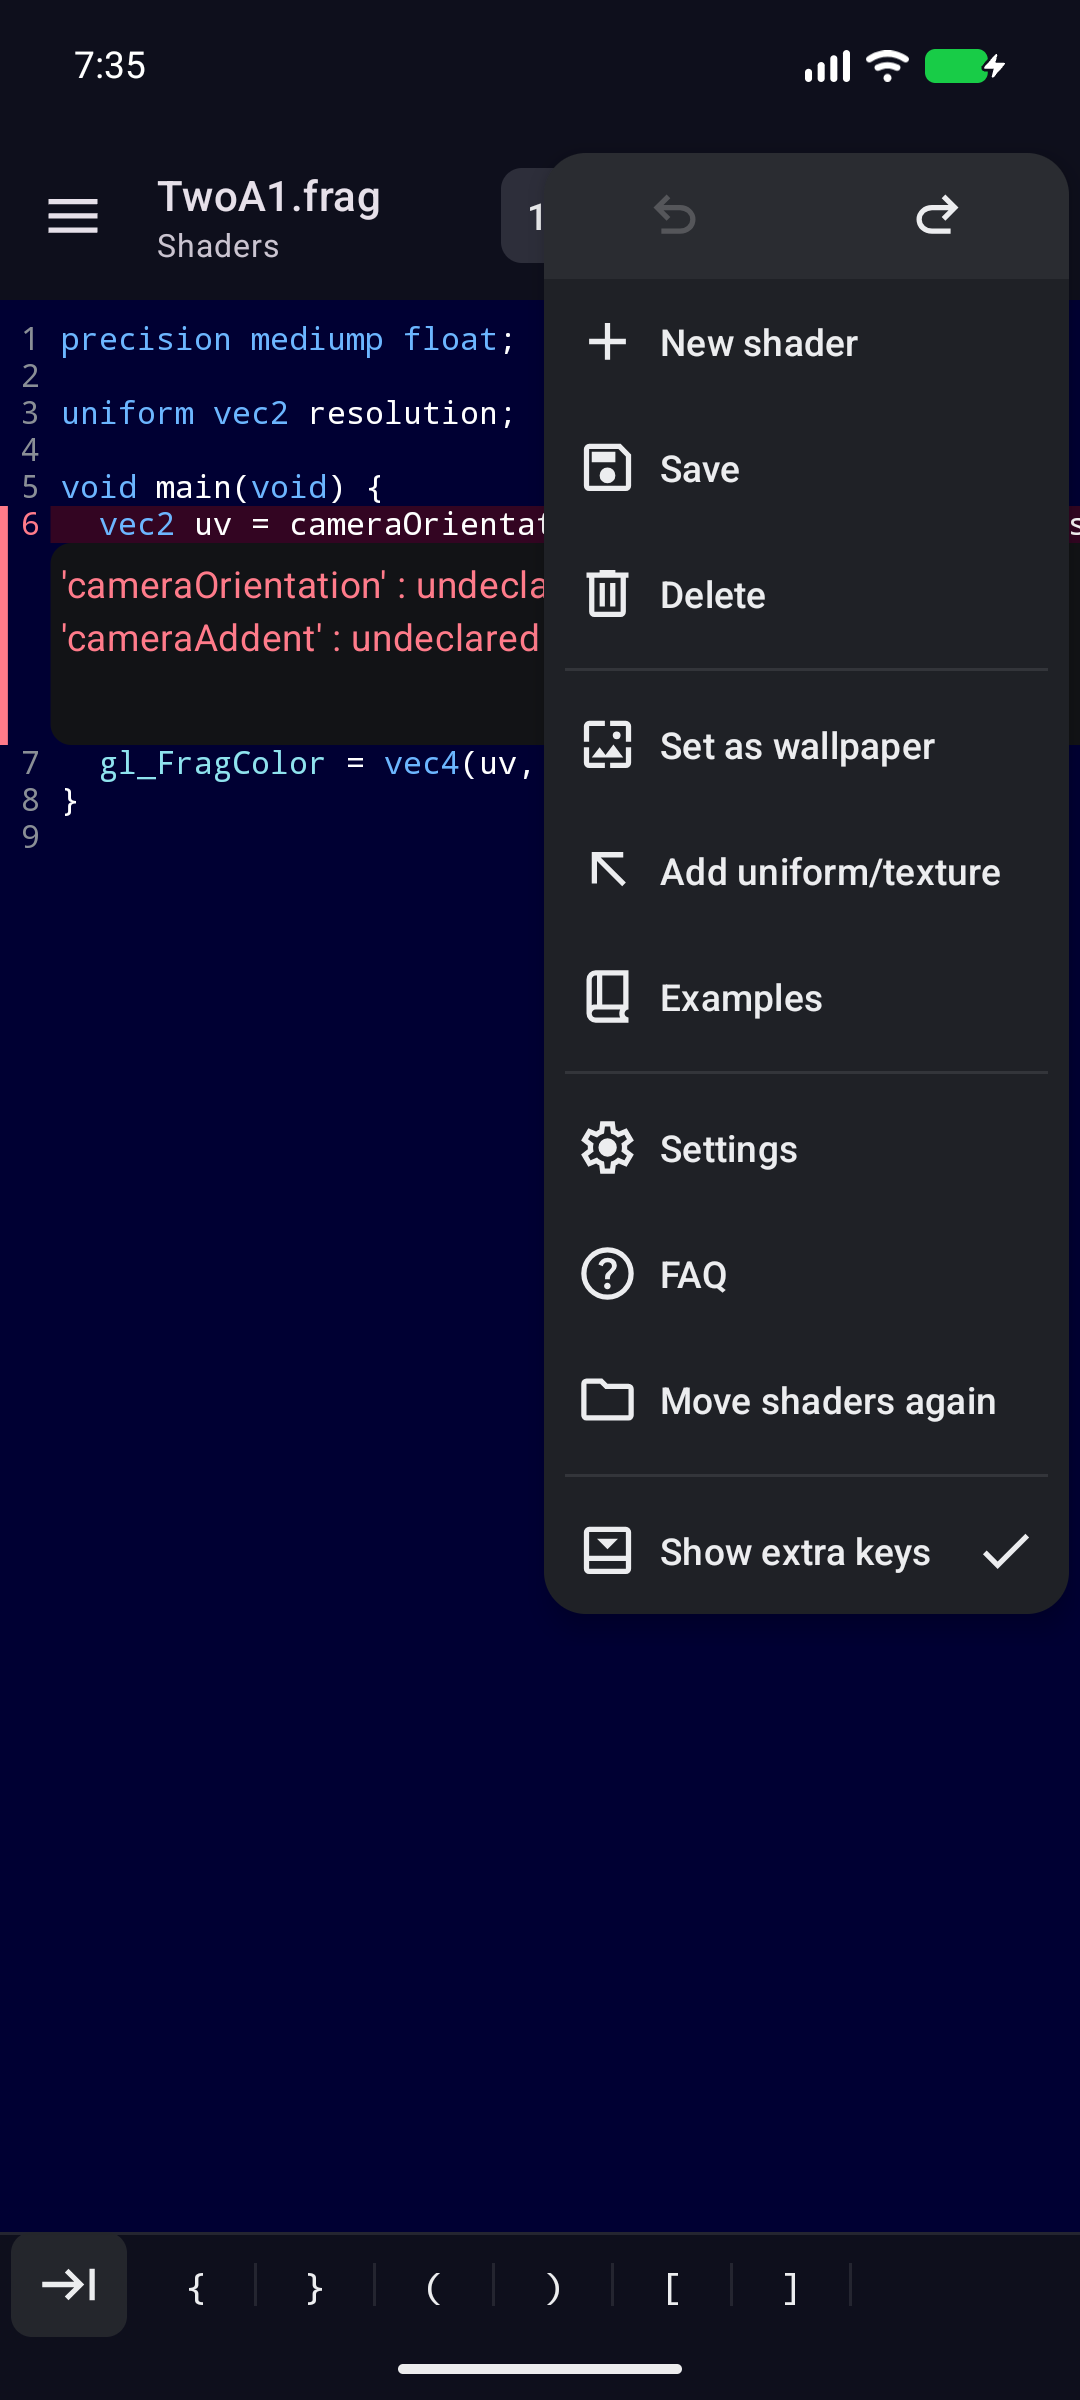 7:35
TwoA1.frag
Shaders
1
New shader
Save
Delete
Set as wallpaper
Add uniform/texture
Examples
Settings
FAQ
Move shaders again
Show extra keys
1 precision mediump float;
2
3 uniform vec2 resolution;
4
5 void main(void) {
6 vec2 uv = cameraOrientat
'cameraOrientation' : undecla
'cameraAddent' : undeclared
7 gl_FragColor = vec4(uv,
8 }
9
{ } ( ) [ ]